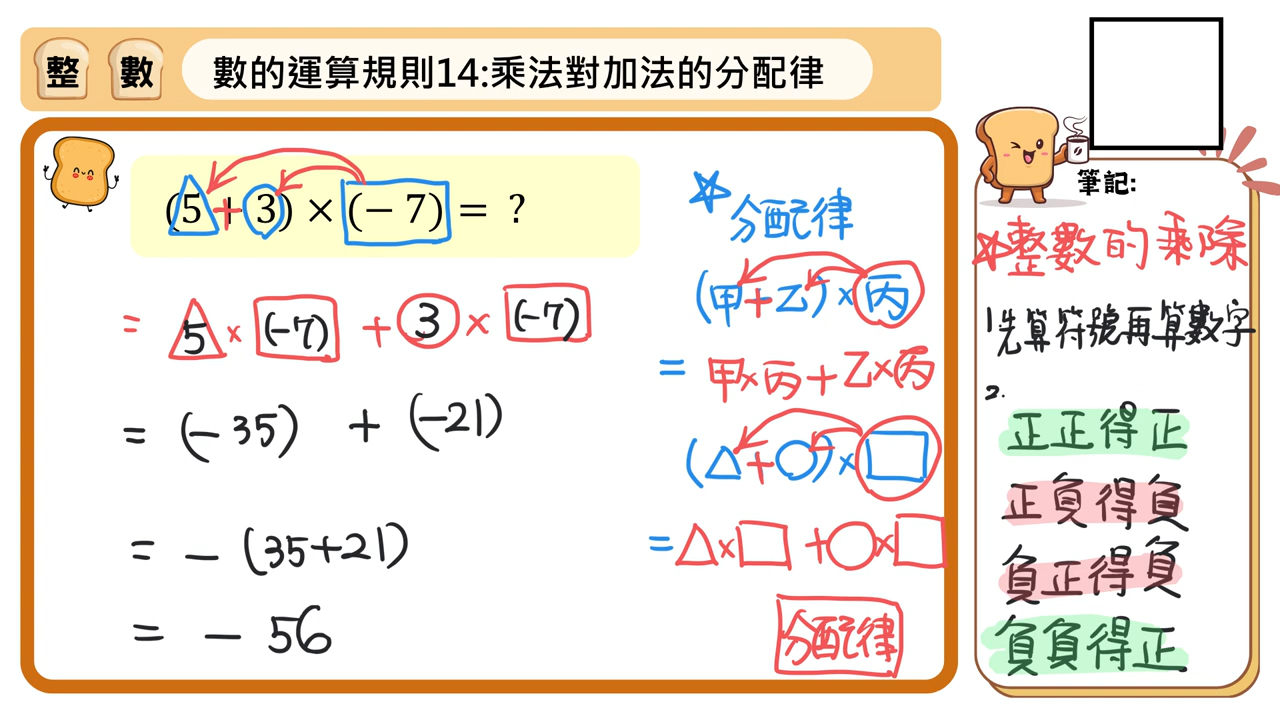 整 數 數的運算規則14:乘法對加法的分配律
(5 + 3) × (− 7) = ?
= 5 × (-7) + 3 × (-7)
= (- 35) + (-21)
= - (35+21)
= - 56
分配律
(甲+乙)×丙
= 甲×丙+乙×丙
(△+○)×□
=△×□+○×□
分配律
筆記:
整數的乘除
1.先算符號再算數字
2.
正正得正
正負得負
負正得負
負負得正